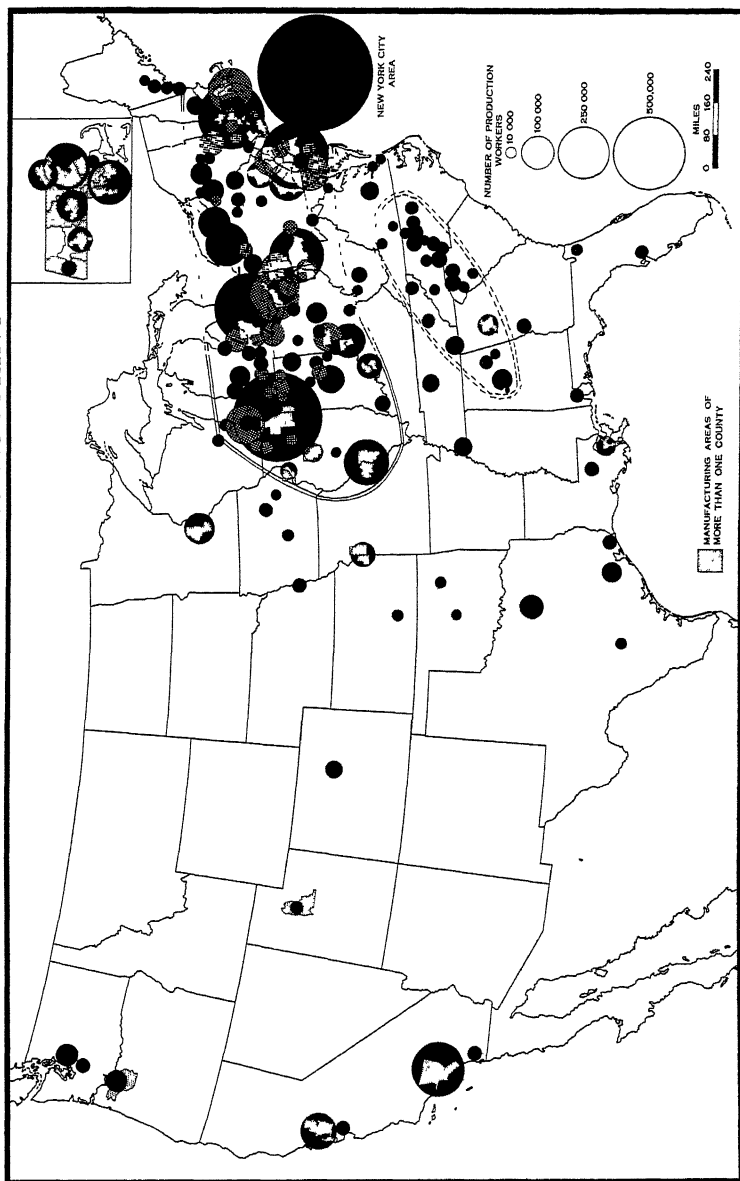 NEW YORK CITY
AREA
NUMBER OF PRODUCTION
WORKERS
10 000
100 000
250 000
500,000
MILES
0 80 160 240
MANUFACTURING AREAS OF
MORE THAN ONE COUNTY